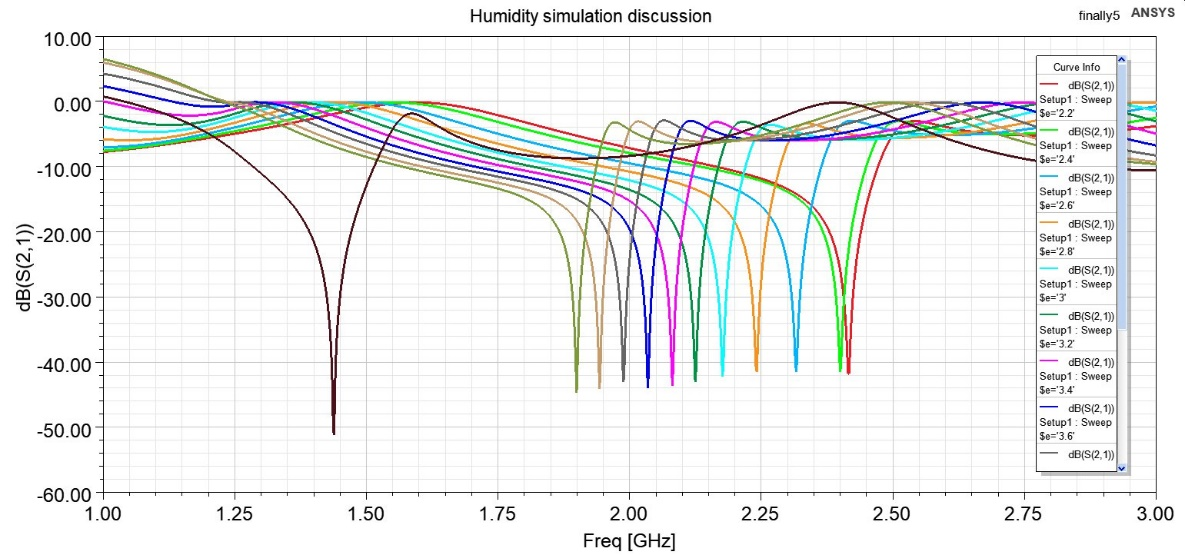 Humidity simulation discussion
finally5 ANSYS
10.00
0.00
-10.00
-20.00
-30.00
-40.00
-50.00
-60.00
dB(S(2,1))
1.00 1.25 1.50 1.75 2.00 2.25 2.50 2.75 3.00
Freq [GHz]
Curve Info
dB(S(2,1))
Setup1 : Sweep
$e='2.2'
dB(S(2,1))
Setup1 : Sweep
$e='2.4'
dB(S(2,1))
Setup1 : Sweep
$e='2.6'
dB(S(2,1))
Setup1 : Sweep
$e='2.8'
dB(S(2,1))
Setup1 : Sweep
$e='3'
dB(S(2,1))
Setup1 : Sweep
$e='3.2'
dB(S(2,1))
Setup1 : Sweep
$e='3.4'
dB(S(2,1))
Setup1 : Sweep
$e='3.6'
dB(S(2,1))